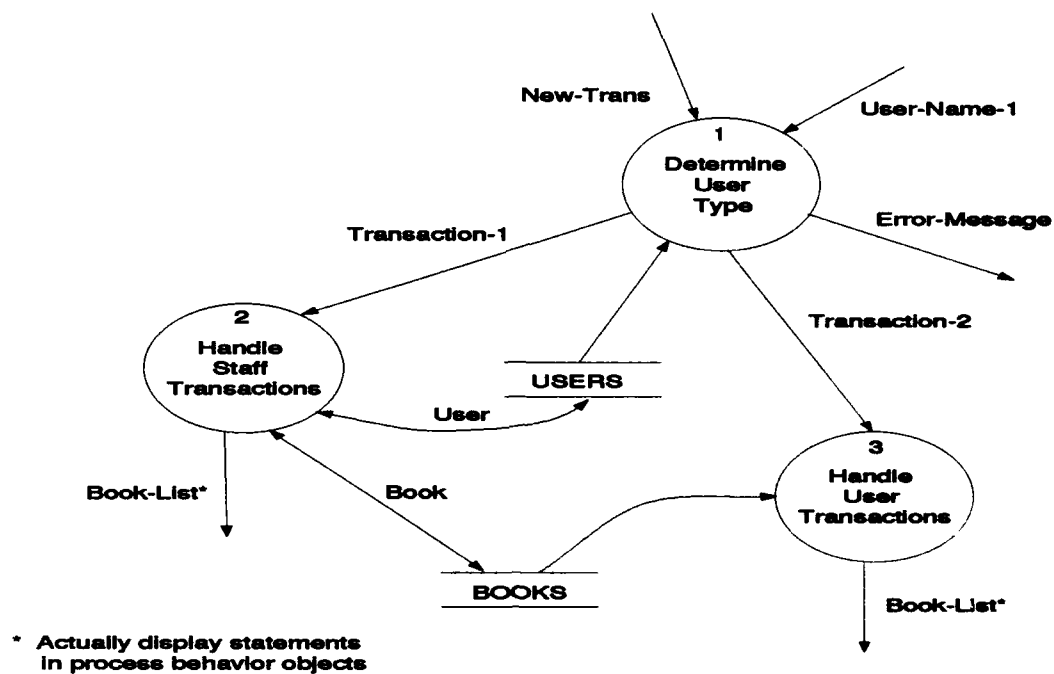 New-Trans
User-Name-1
1
Determine
User
Type
Error-Message
Transaction-1
Transaction-2
2
Handle
Staff
Transactions
USERS
User
3
Handle
User
Transactions
Book-List*
Book
BOOKS
Book-List*
* Actually display statements
in process behavior objects